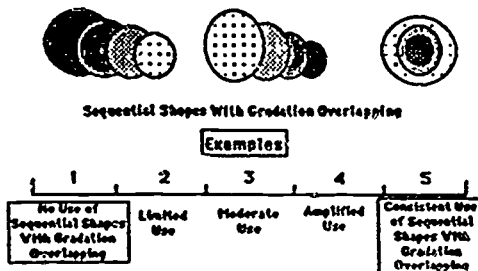 Sequential Shapes With Gradation Overlapping
Examples
1 2 3 4 5
No Use of
Sequential Shapes
With Gradation
Overlapping
Limited
Use
Moderate
Use
Amplified
Use
Consistent Use
of Sequential
Shapes With
Gradation
Overlapping